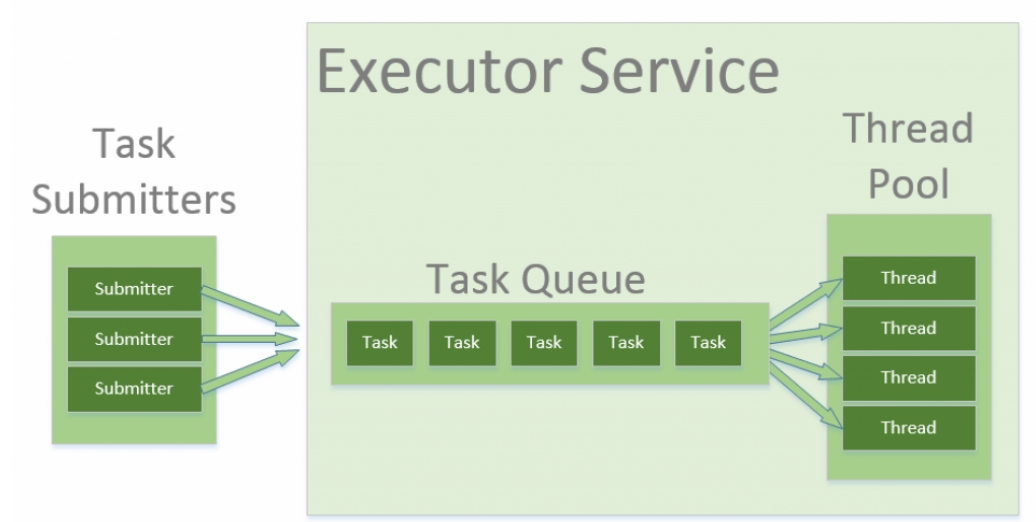 Executor Service
Task
Submitters
Submitter
Submitter
Submitter
Task Queue
Task Task Task Task Task
Thread
Pool
Thread
Thread
Thread
Thread